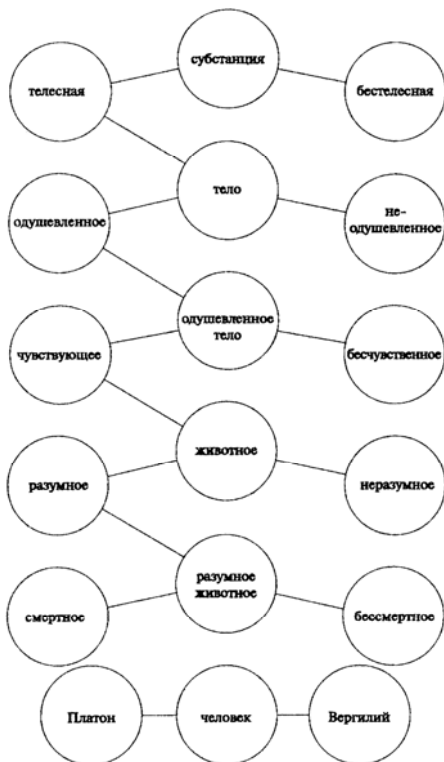 субстанция
телесная
бестелесная
тело
одушевленное
не-
одушевленное
одушевленное
тело
чувствующее
бесчувственное
животное
разумное
неразумное
разумное
животное
смертное
бессмертное
Платон
человек
Вергилий